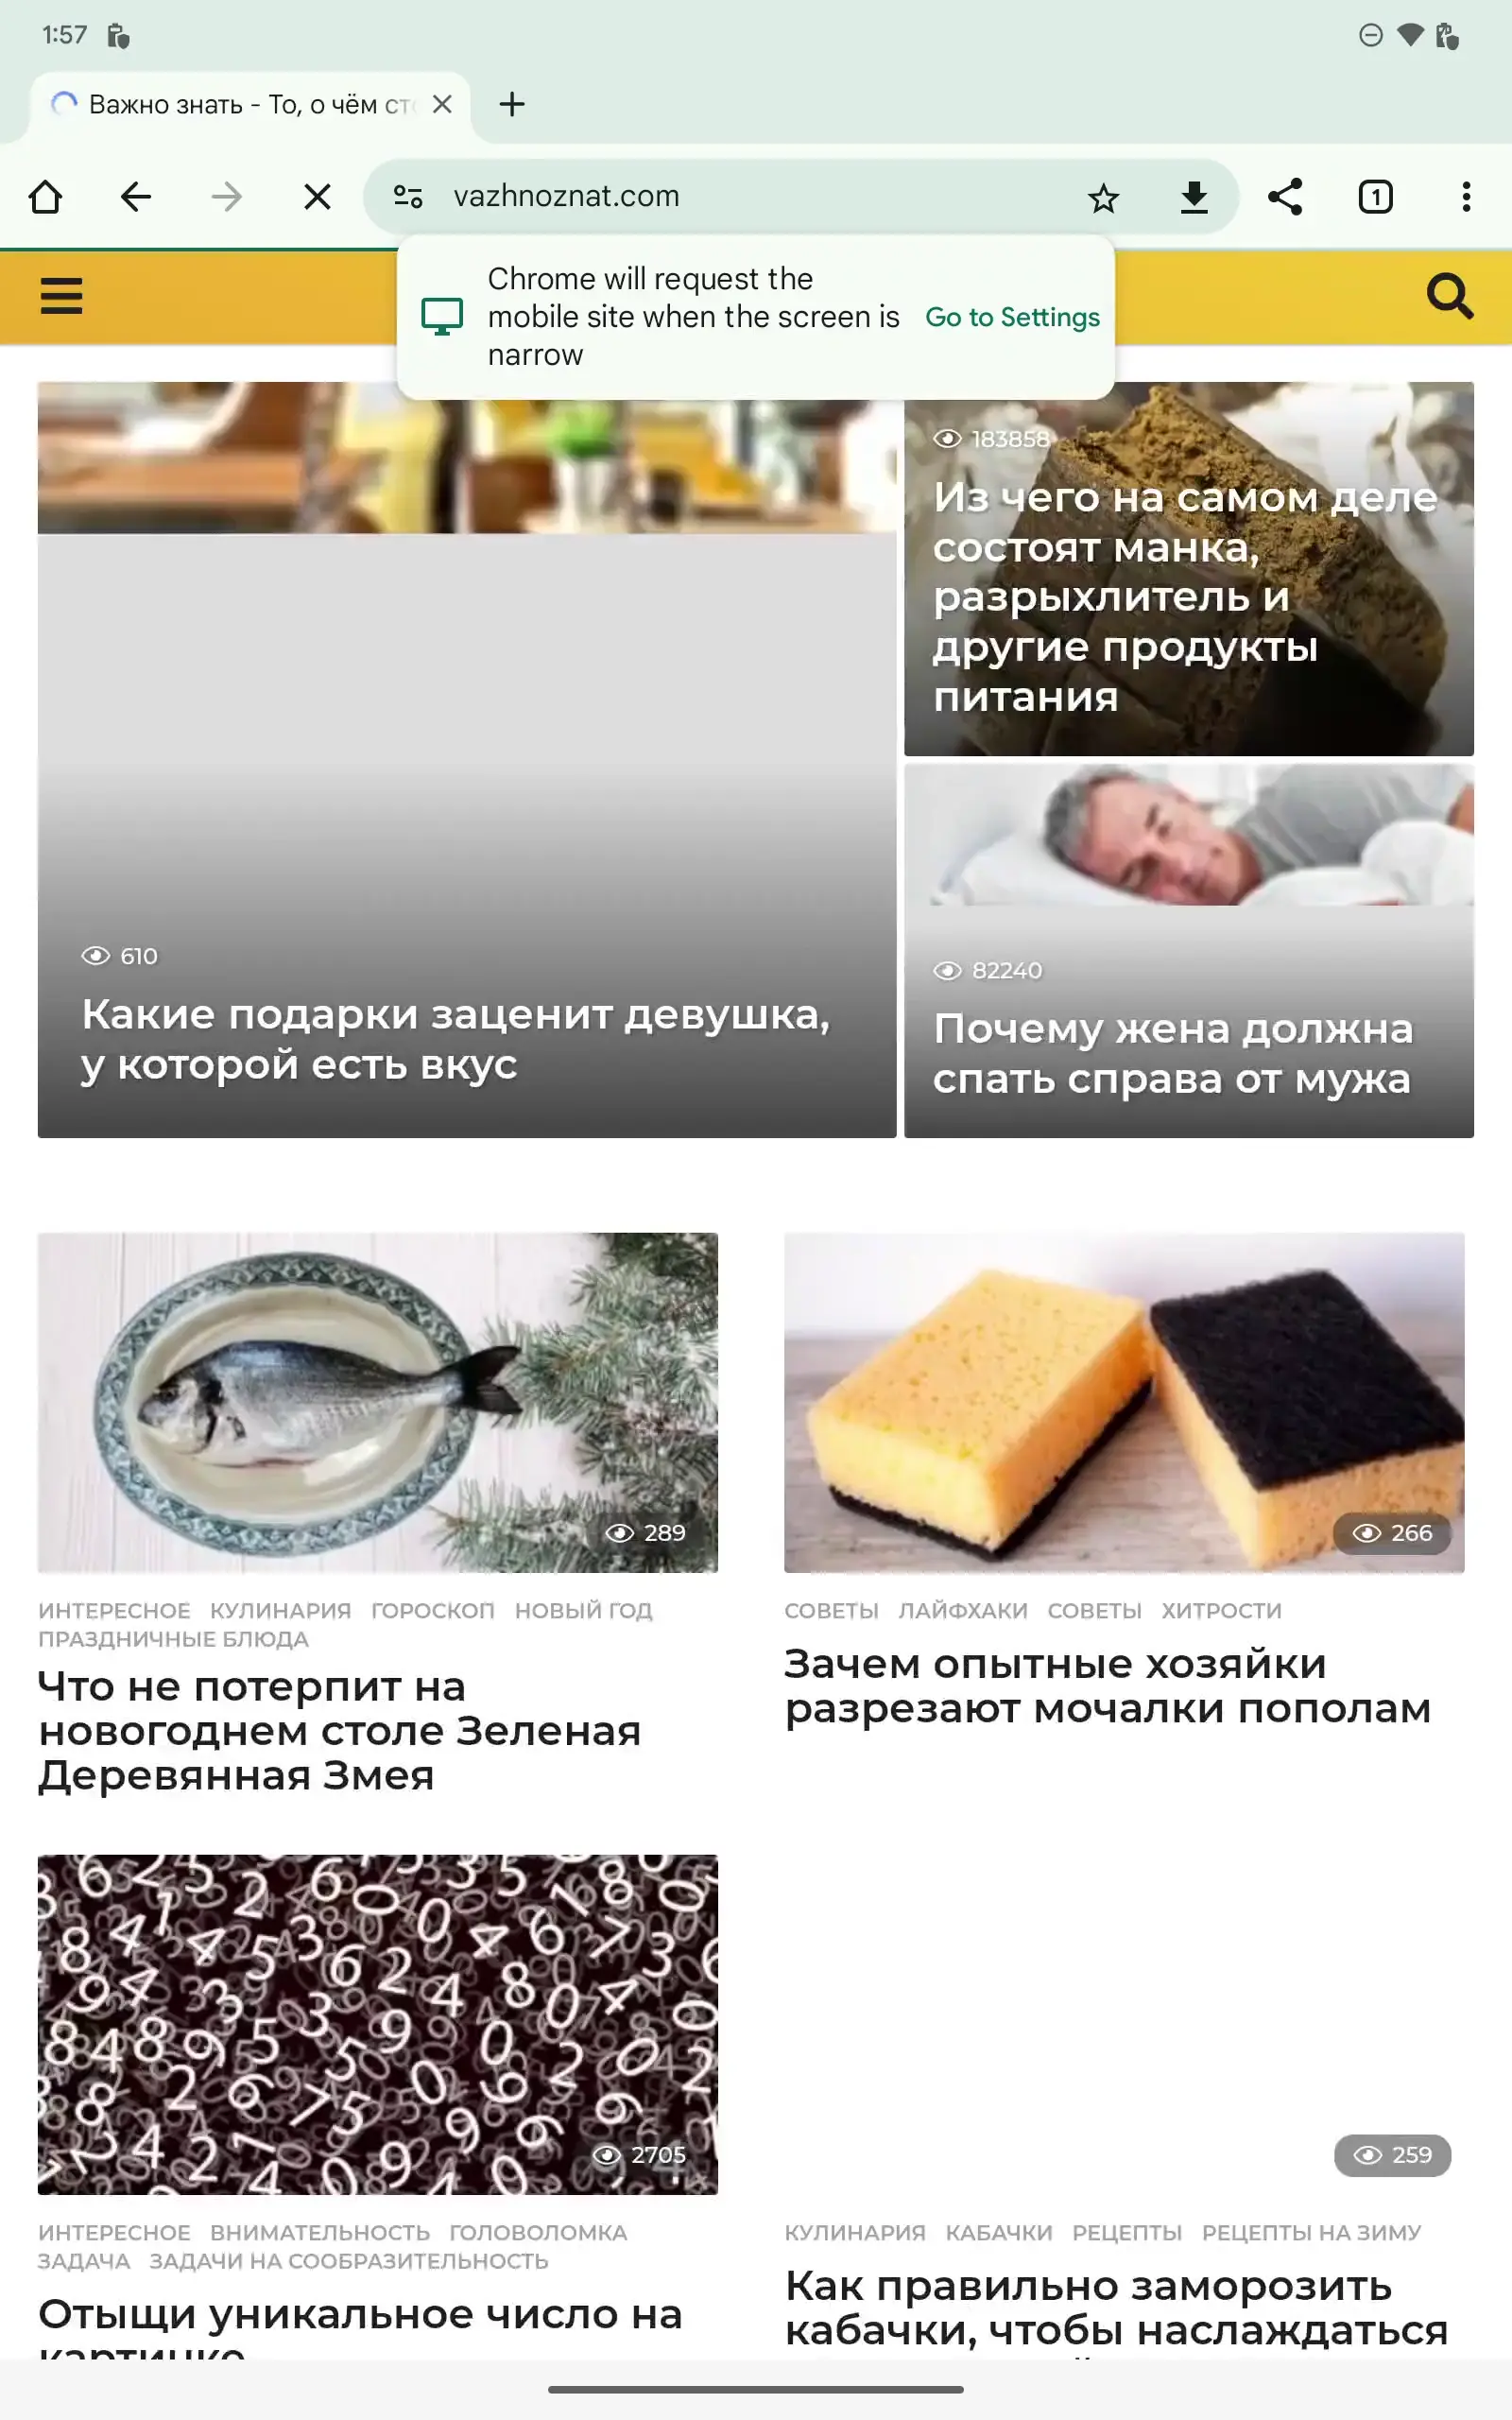 1:57
Важно знать - То, о чём сто
vazhnoznat.com
1
Chrome will request the
mobile site when the screen is
narrow
Go to Settings
183858
Из чего на самом деле
состоят манка,
разрыхлитель и
другие продукты
питания
610
Какие подарки заценит девушка,
у которой есть вкус
82240
Почему жена должна
спать справа от мужа
289
ИНТЕРЕСНОЕ КУЛИНАРИЯ ГОРОСКОП НОВЫЙ ГОД
ПРАЗДНИЧНЫЕ БЛЮДА
Что не потерпит на
новогоднем столе Зеленая
Деревянная Змея
266
СОВЕТЫ ЛАЙФХАКИ СОВЕТЫ ХИТРОСТИ
Зачем опытные хозяйки
разрезают мочалки пополам
2705
ИНТЕРЕСНОЕ ВНИМАТЕЛЬНОСТЬ ГОЛОВОЛОМКА
ЗАДАЧА ЗАДАЧИ НА СООБРАЗИТЕЛЬНОСТЬ
Отыщи уникальное число на
картинке
259
КУЛИНАРИЯ КАБАЧКИ РЕЦЕПТЫ РЕЦЕПТЫ НА ЗИМУ
Как правильно заморозить
кабачки, чтобы наслаждаться